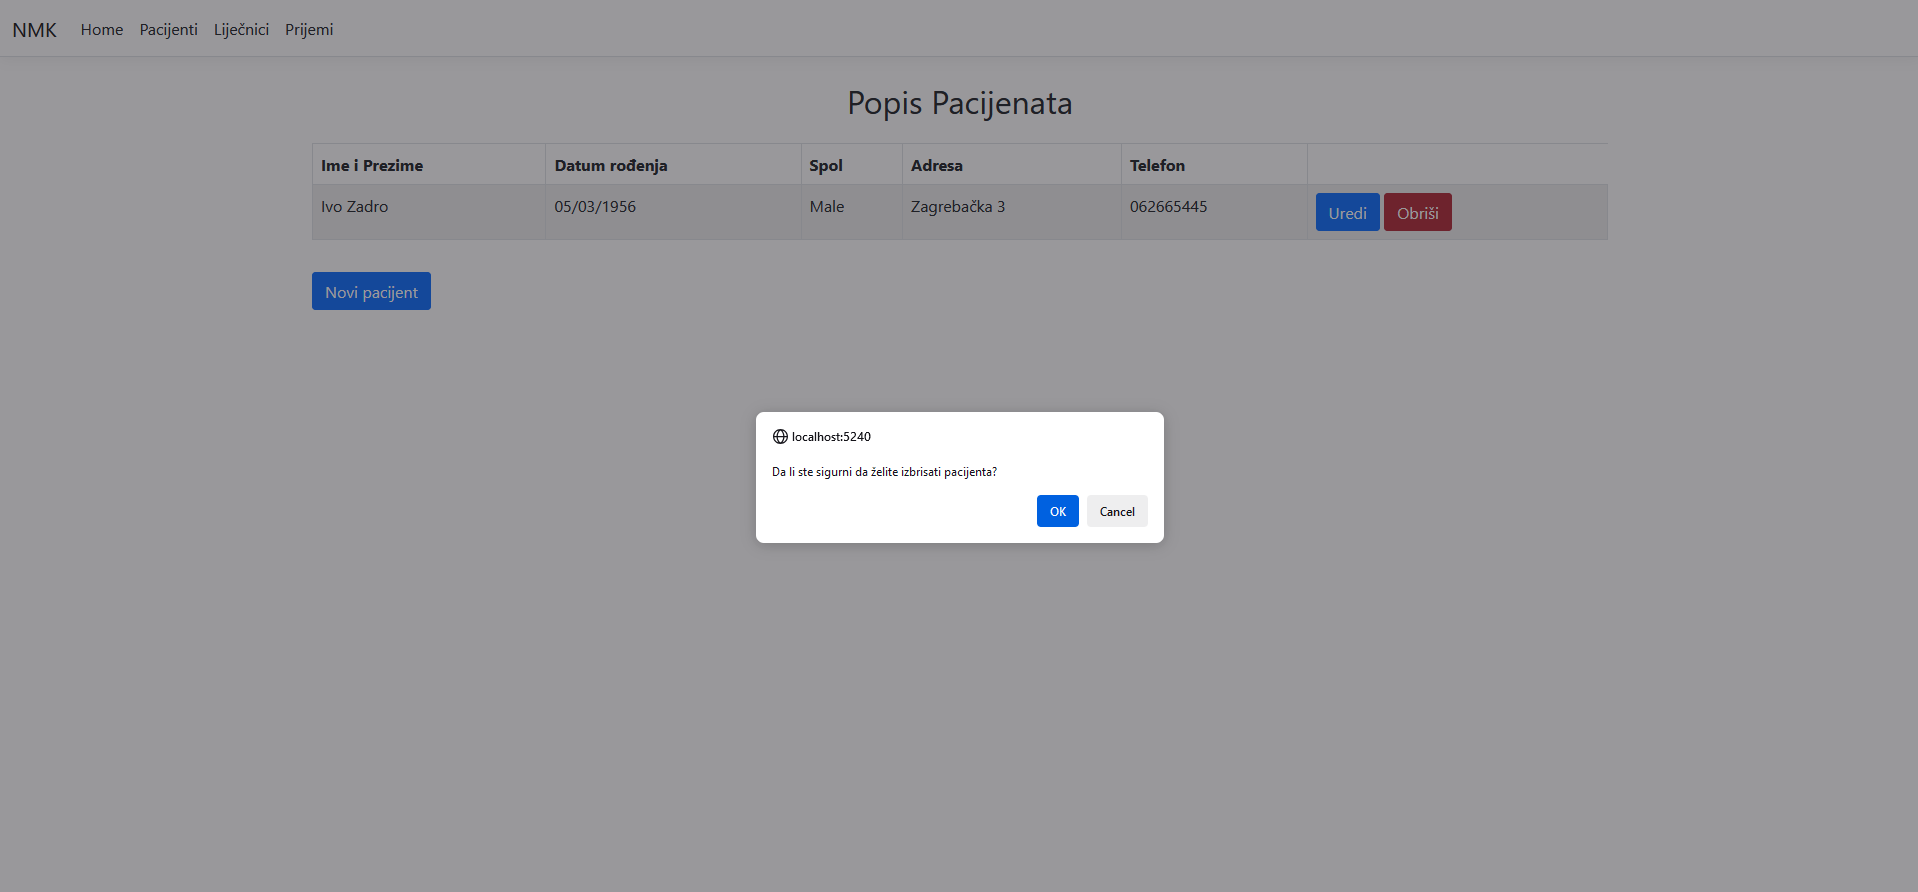 NMK Home Pacijenti Liječnici Prijemi
Popis Pacijenata
Ime i Prezime Datum rođenja Spol Adresa Telefon
Ivo Zadro 05/03/1956 Male Zagrebačka 3 062665445 Uredi Obriši
Novi pacijent
localhost:5240
Da li ste sigurni da želite izbrisati pacijenta?
OK Cancel